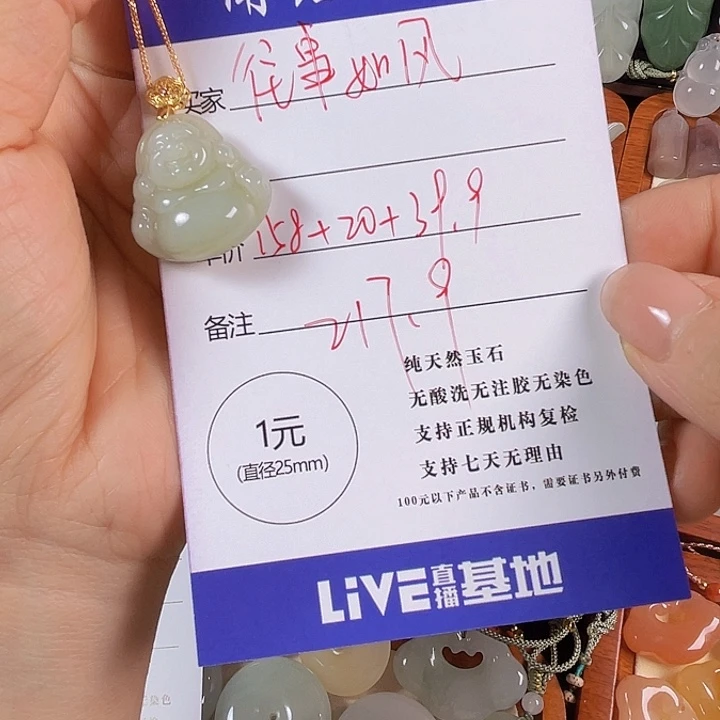 买家 往事如风
单价 158+20+39.9
备注 217.9
纯天然玉石
无酸洗无注胶无染色
1元
支持正规机构复检
(直径25mm)
支持七天无理由
100元以下产品不含证书，需要证书另外付费
LiVE直播基地